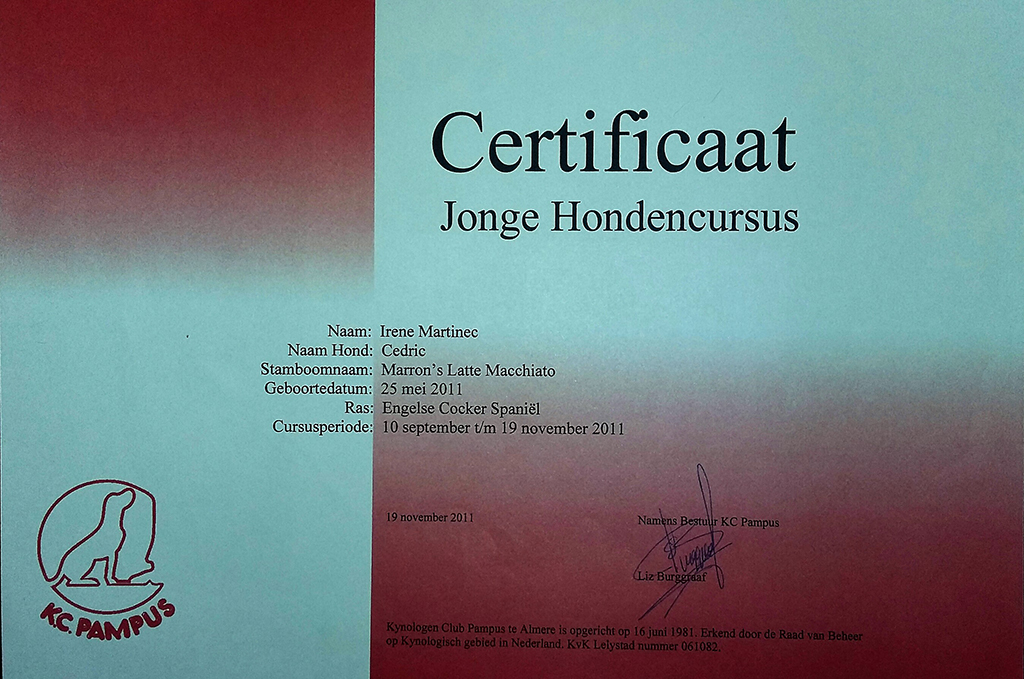 Certificaat
Jonge Hondencursus
Naam: Irene Martinec
Naam Hond: Cedric
Stamboomnaam: Marron's Latte Macchiato
Geboortedatum: 25 mei 2011
Ras: Engelse Cocker Spaniël
Cursusperiode: 10 september t/m 19 november 2011
19 november 2011
Namens Bestuur KC Pampus
Liz Burggraaf
K.C. PAMPUS
Kynologen Club Pampus te Almere is opgericht op 16 juni 1981. Erkend door de Raad van Beheer
op Kynologisch gebied in Nederland. KvK Lelystad nummer 061082.